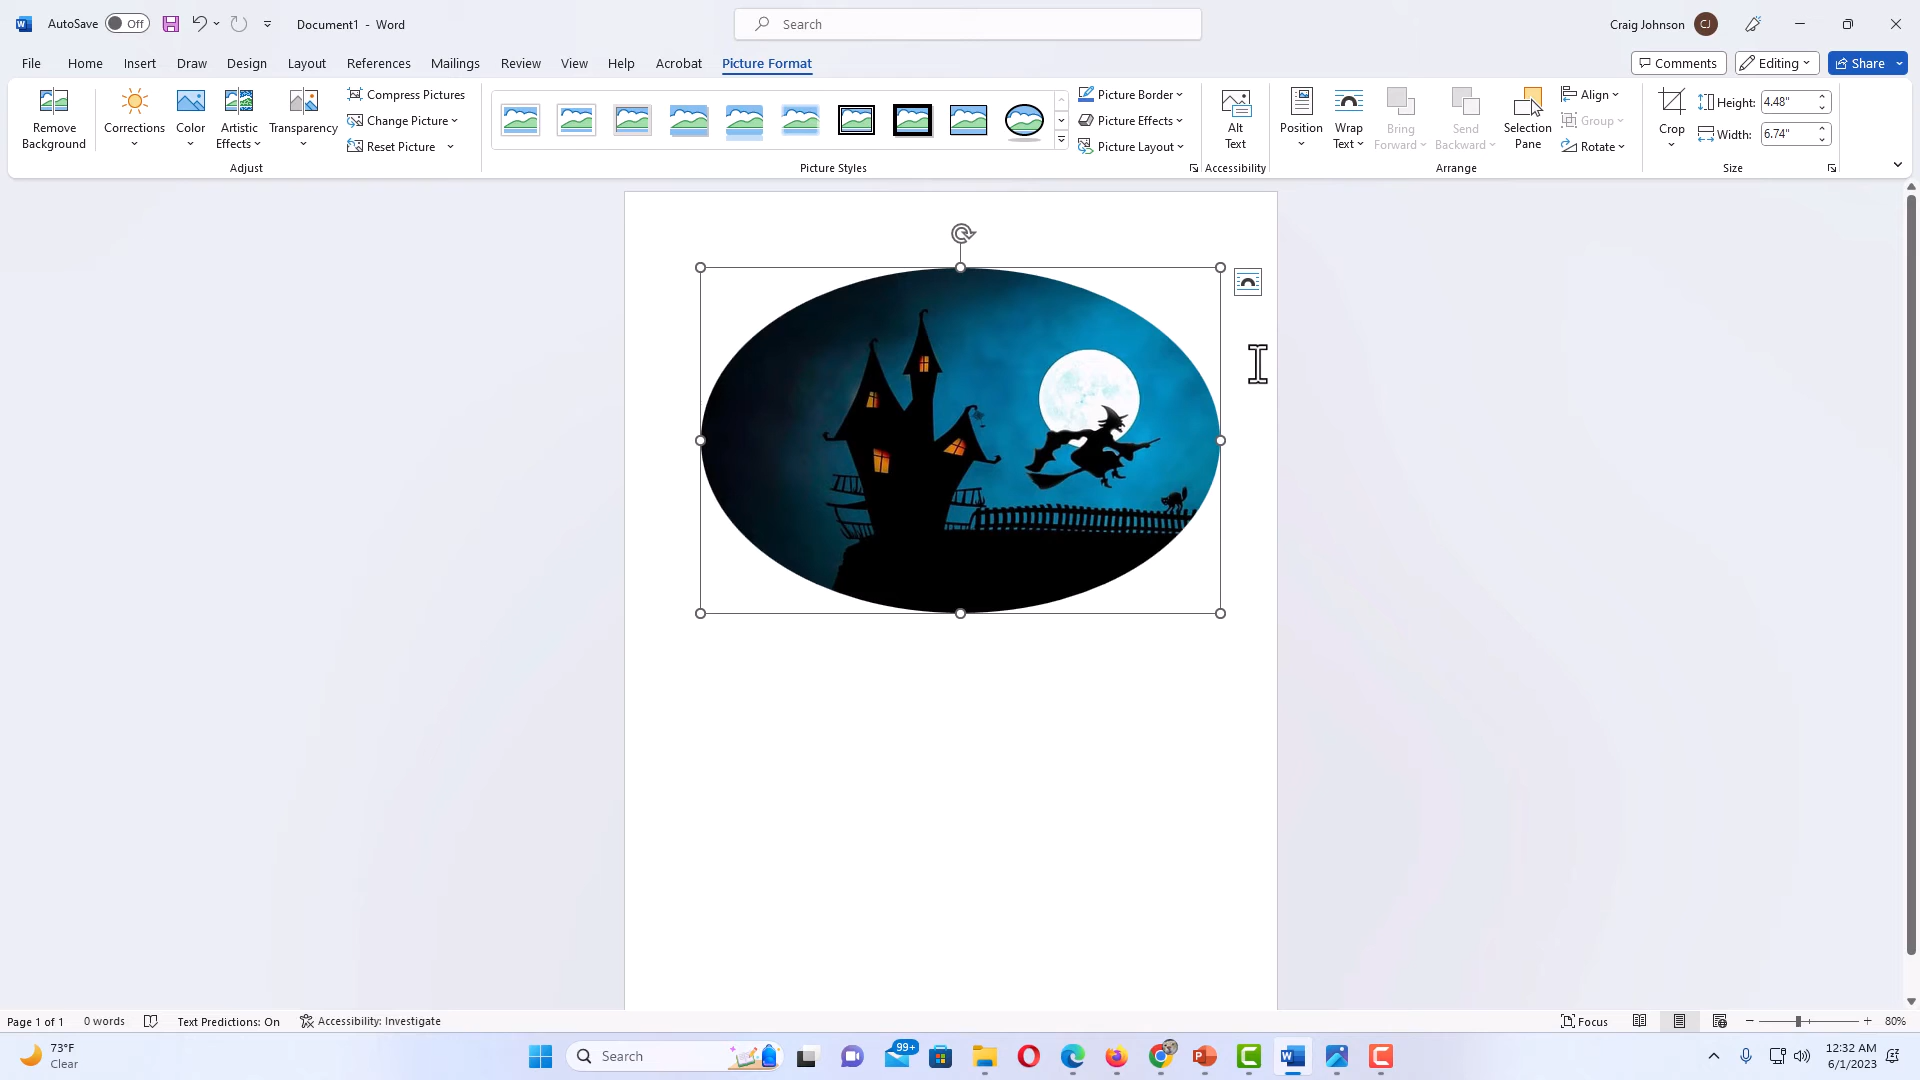 AutoSave Off Document1 - Word Search Craig Johnson CJ
File Home Insert Draw Design Layout References Mailings Review View Help Acrobat Picture Format Comments Editing Share
Remove Background
Corrections
Color
Artistic Effects
Transparency
Compress Pictures
Change Picture
Reset Picture
Adjust
Picture Border
Picture Effects
Picture Layout
Picture Styles
Alt Text
Accessibility
Position
Wrap Text
Bring Forward
Send Backward
Selection Pane
Align
Group
Rotate
Arrange
Crop
Height: 4.48"
Width: 6.74"
Size
Page 1 of 1 0 words Text Predictions: On Accessibility: Investigate Focus 80%
73°F
Clear
Search
99+
12:32 AM
6/1/2023